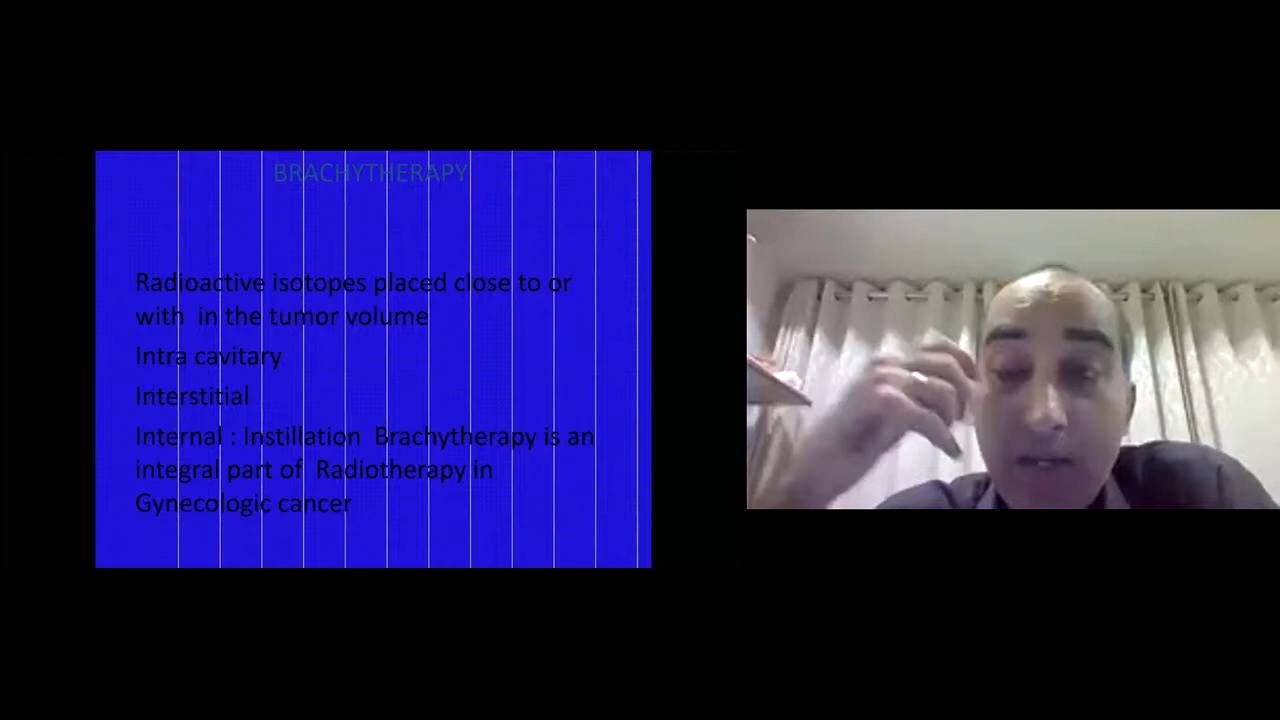 BRACHYTHERAPY
Radioactive isotopes placed close to or
with in the tumor volume
Intra cavitary
Interstitial
Internal : Instillation Brachytherapy is an
integral part of Radiotherapy in
Gynecologic cancer